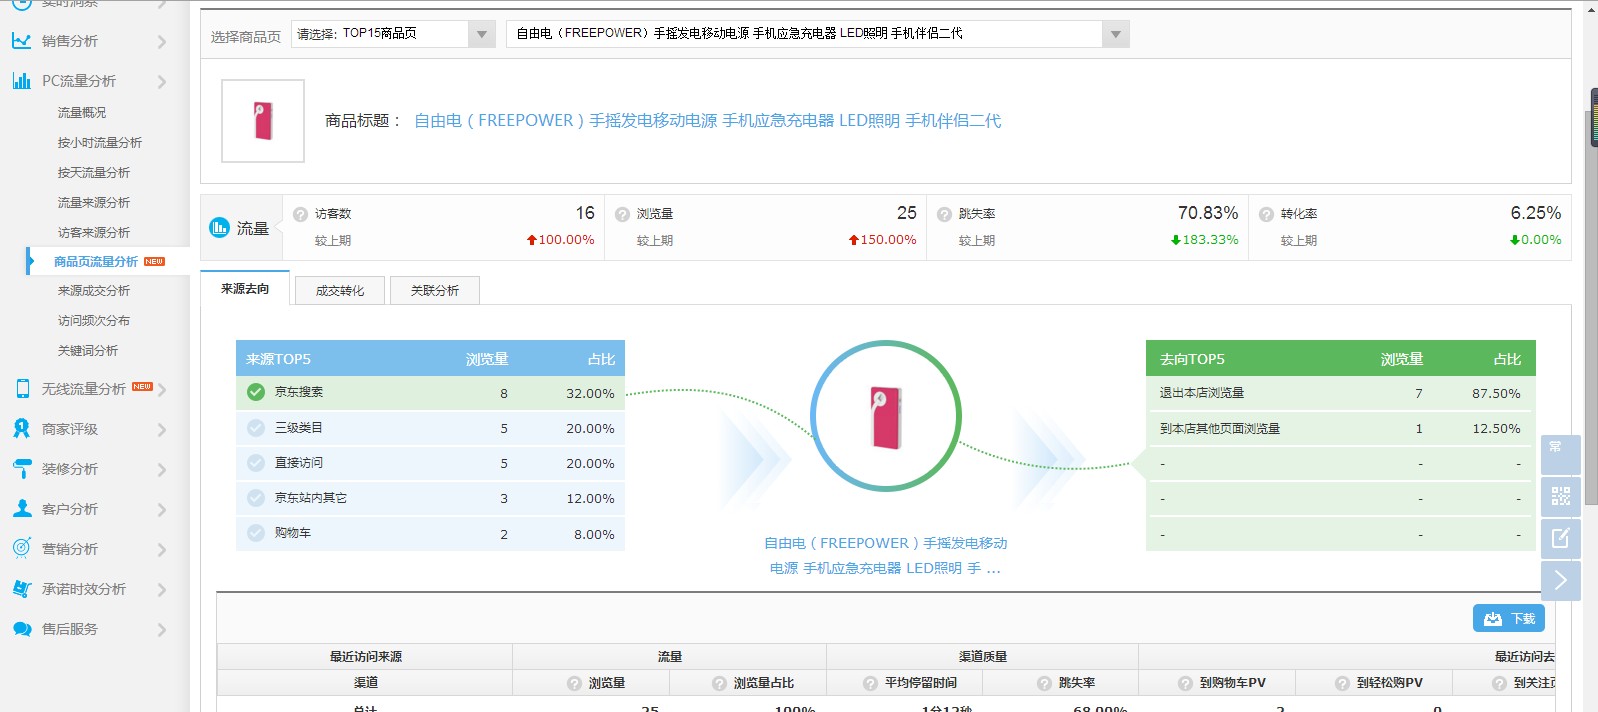 实时洞察
销售分析
PC流量分析
流量概况
按小时流量分析
按天流量分析
流量来源分析
访客来源分析
商品页流量分析 NEW
来源成交分析
访问频次分布
关键词分析
无线流量分析 NEW
商家评级
装修分析
客户分析
营销分析
承诺时效分析
售后服务
选择商品页 请选择: TOP15商品页 自由电（FREEPOWER）手摇发电移动电源 手机应急充电器 LED照明 手机伴侣二代
商品标题： 自由电（FREEPOWER）手摇发电移动电源 手机应急充电器 LED照明 手机伴侣二代
流量
? 访客数 16
较上期 100.00%
? 浏览量 25
较上期 150.00%
? 跳失率 70.83%
较上期 183.33%
? 转化率 6.25%
较上期 0.00%
来源去向 成交转化 关联分析
来源TOP5 浏览量 占比
京东搜索 8 32.00%
三级类目 5 20.00%
直接访问 5 20.00%
京东站内其它 3 12.00%
购物车 2 8.00%
自由电（FREEPOWER）手摇发电移动
电源 手机应急充电器 LED照明 手 ...
去向TOP5 浏览量 占比
退出本店浏览量 7 87.50%
到本店其他页面浏览量 1 12.50%
- - -
- - -
- - -
常
下载
最近访问来源 流量 渠道质量 最近访问去
渠道 ? 浏览量 ? 浏览量占比 ? 平均停留时间 ? 跳失率 ? 到购物车PV ? 到轻松购PV ? 到关注页
总计 25 100% 1分12秒 68.00% 2 0